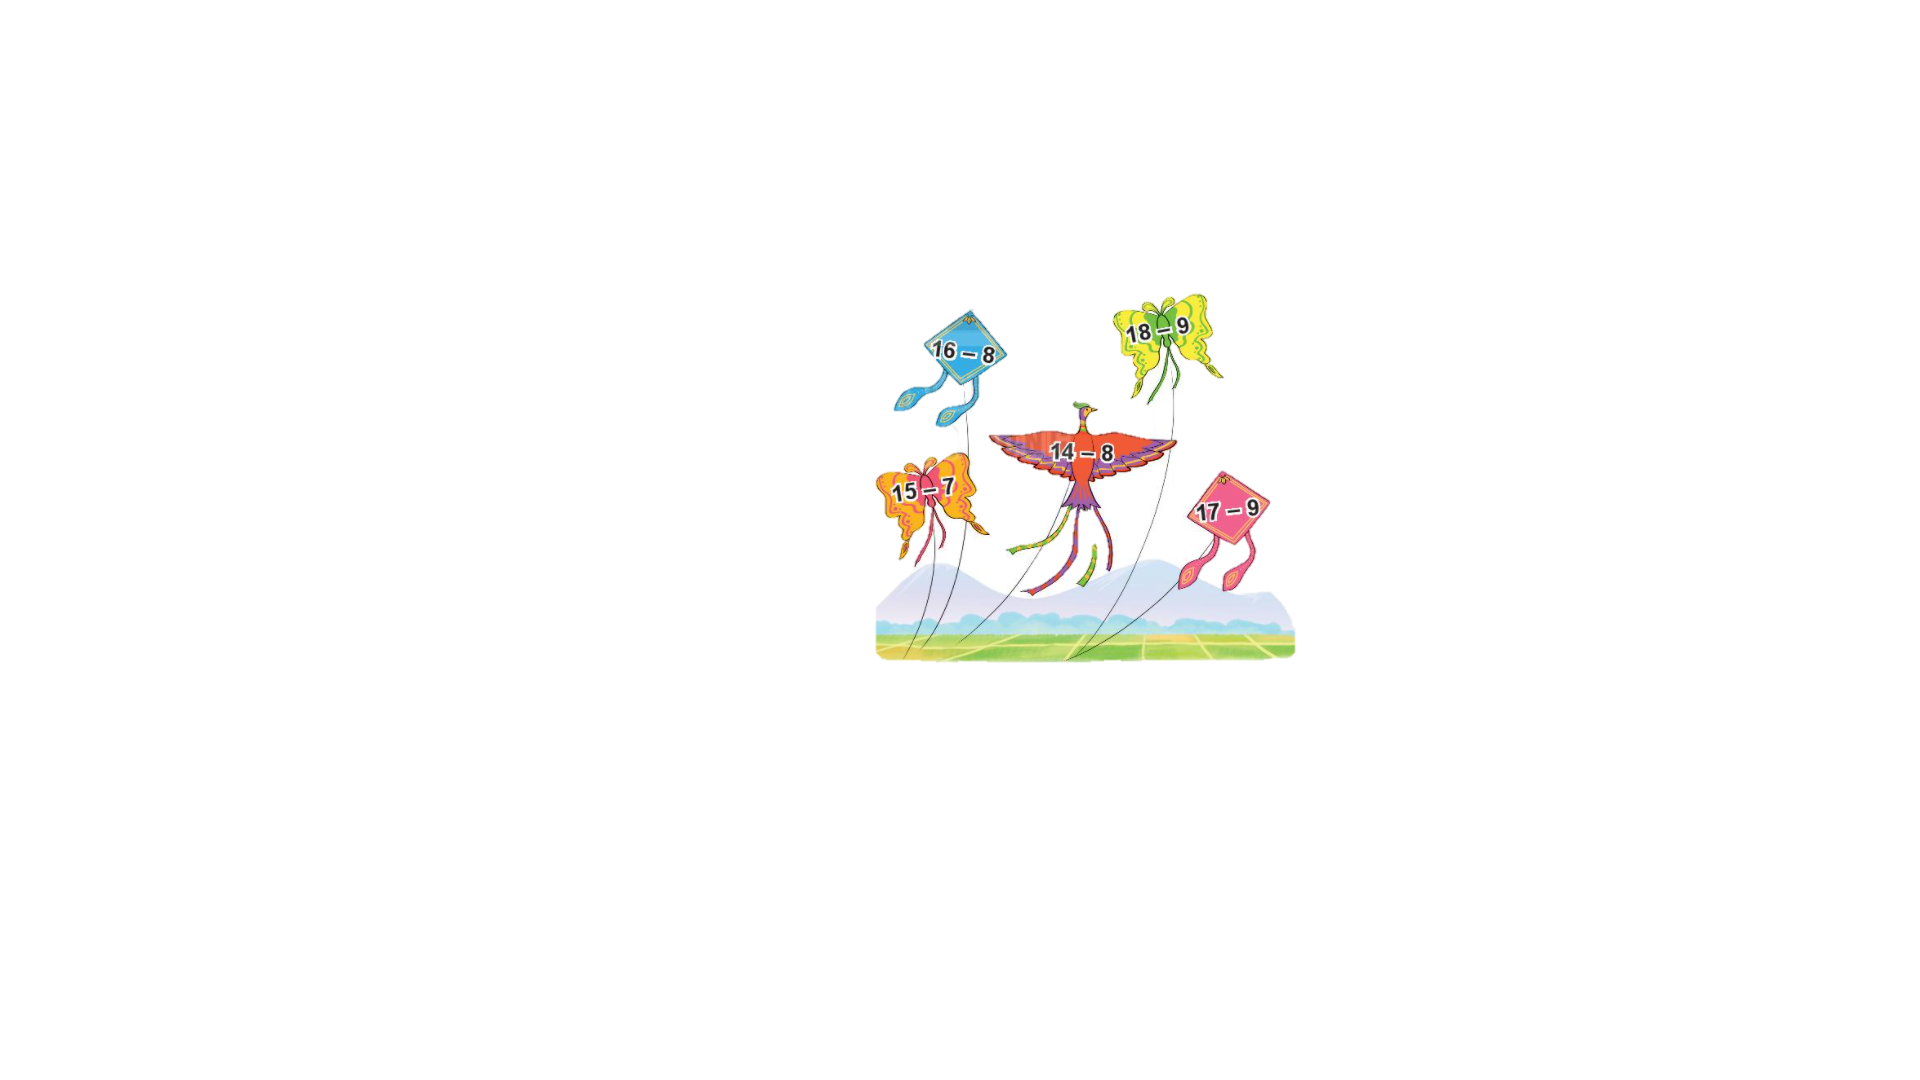 18 – 9
16 – 8
14 – 8
15 – 7
17 – 9